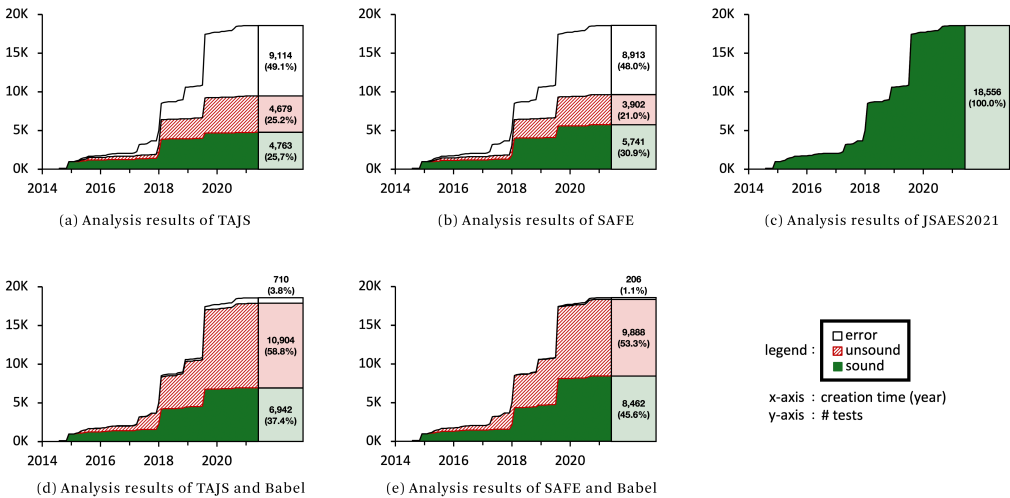 20K
15K
10K
5K
0K
2014 2016 2018 2020
9,114
(49.1%)
4,679
(25.2%)
4,763
(25,7%)
(a) Analysis results of TAJS
20K
15K
10K
5K
0K
2014 2016 2018 2020
8,913
(48.0%)
3,902
(21.0%)
5,741
(30.9%)
(b) Analysis results of SAFE
20K
15K
10K
5K
0K
2014 2016 2018 2020
18,556
(100.0%)
(c) Analysis results of JSAES2021
20K
15K
10K
5K
0K
2014 2016 2018 2020
710
(3.8%)
10,904
(58.8%)
6,942
(37.4%)
(d) Analysis results of TAJS and Babel
20K
15K
10K
5K
0K
2014 2016 2018 2020
206
(1.1%)
9,888
(53.3%)
8,462
(45.6%)
(e) Analysis results of SAFE and Babel
legend :
error
unsound
sound
x-axis : creation time (year)
y-axis : # tests